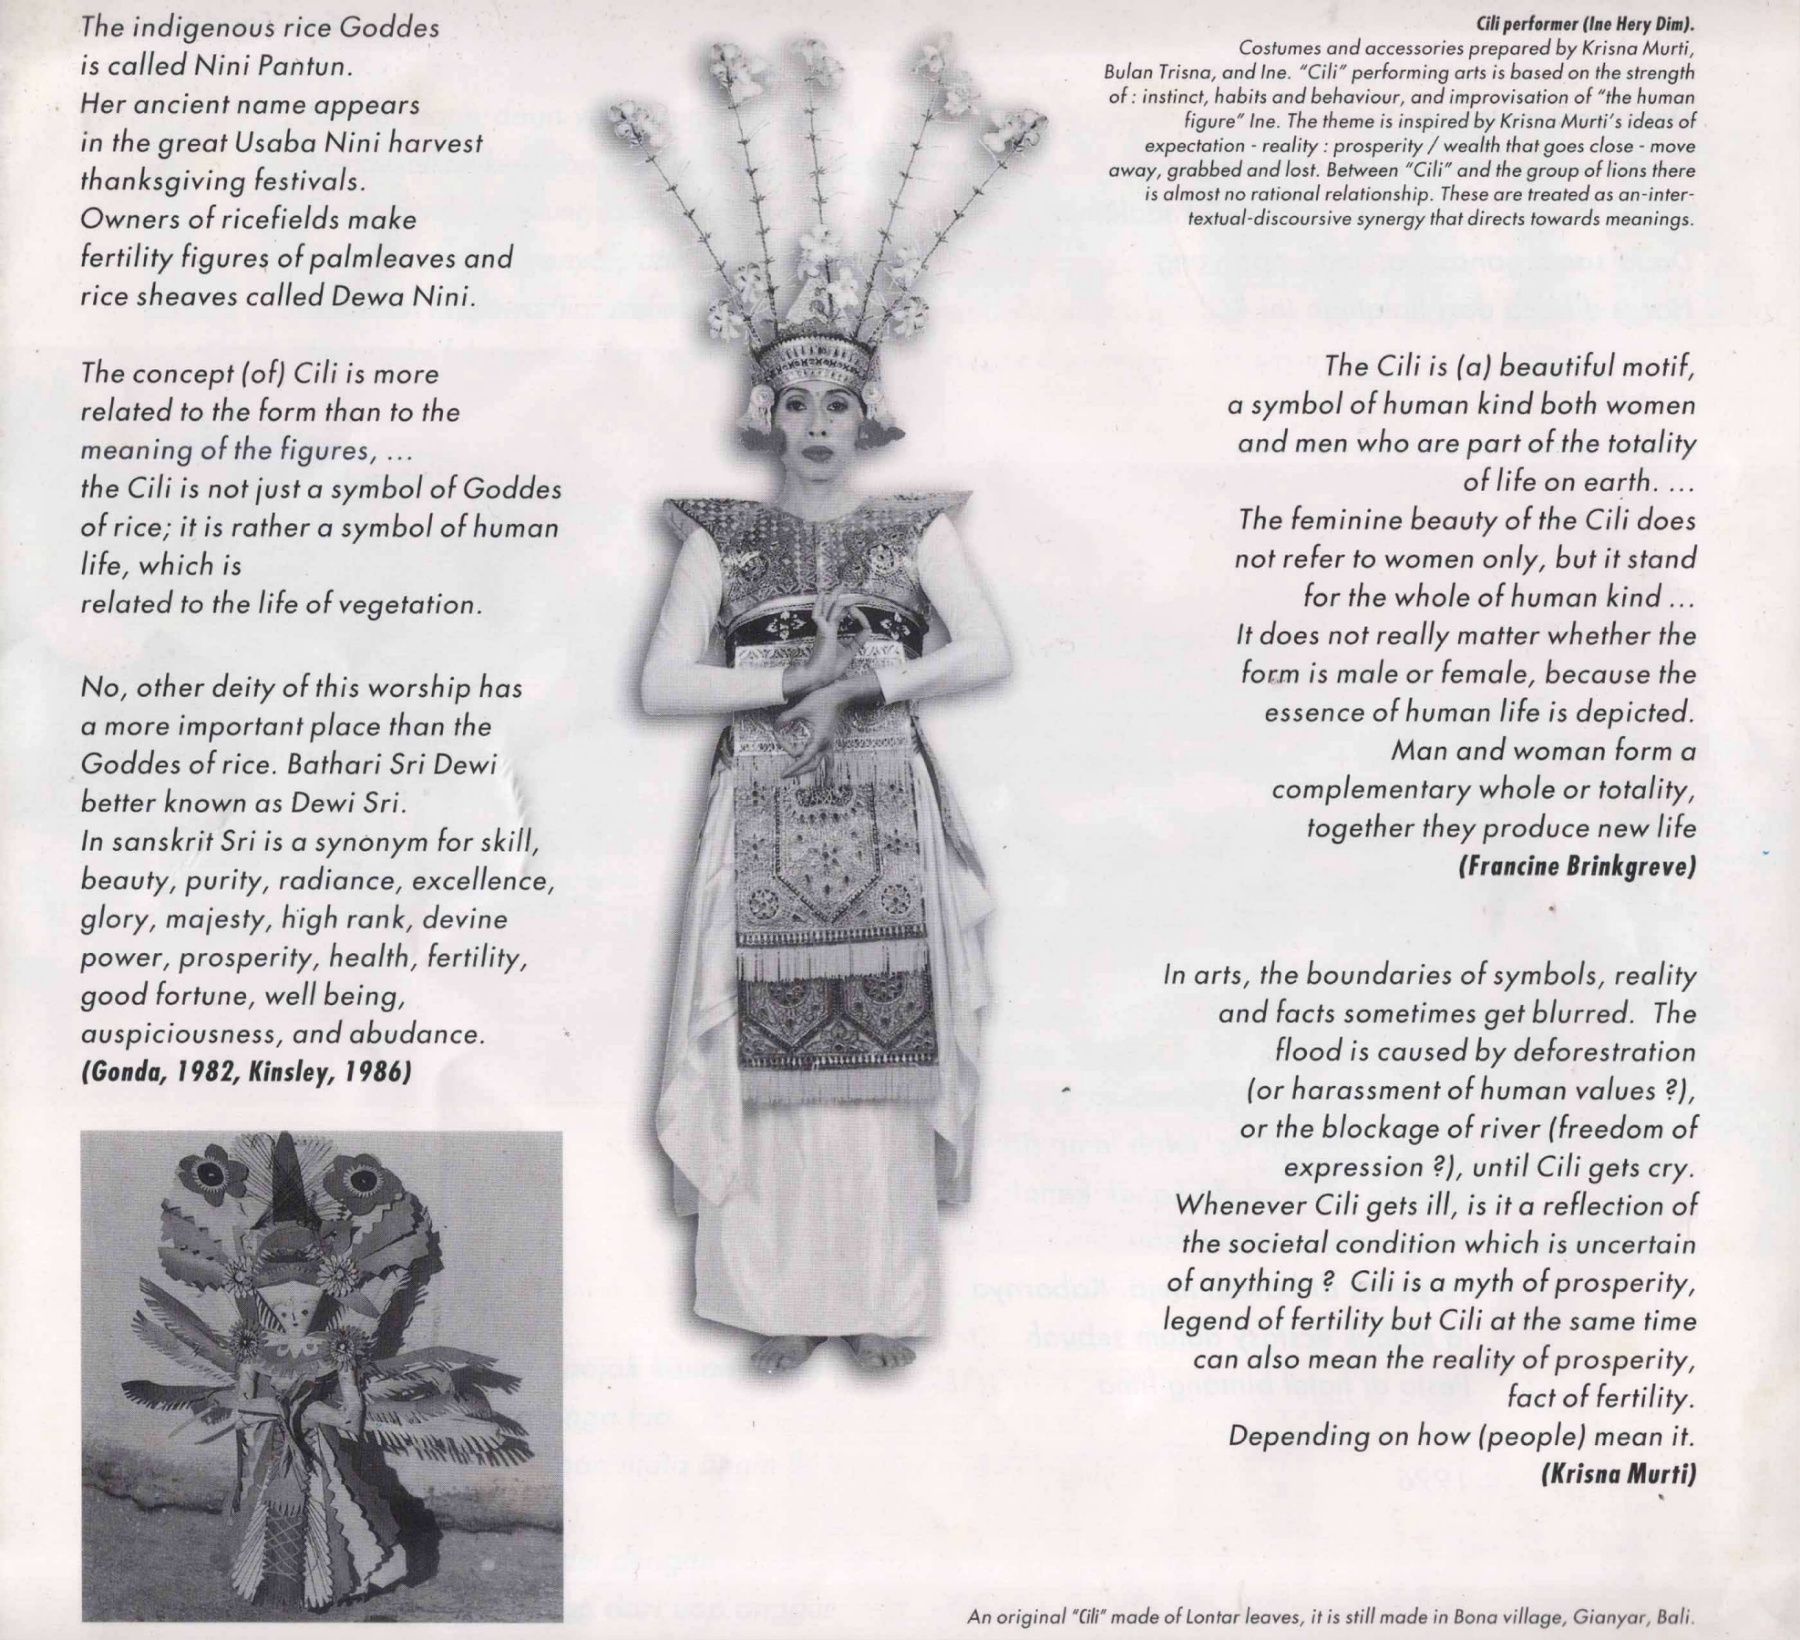 The indigenous rice Goddes
is called Nini Pantun.
Her ancient name appears
in the great Usaba Nini harvest
thanksgiving festivals.
Owners of ricefields make
fertility figures of palmleaves and
rice sheaves called Dewa Nini.
The concept (of) Cili is more
related to the form than to the
meaning of the figures, ...
the Cili is not just a symbol of Goddes
of rice; it is rather a symbol of human
life, which is
related to the life of vegetation.
No, other deity of this worship has
a more important place than the
Goddes of rice. Bathari Sri Dewi
better known as Dewi Sri.
In sanskrit Sri is a synonym for skill,
beauty, purity, radiance, excellence,
glory, majesty, high rank, devine
power, prosperity, health, fertility,
good fortune, well being,
auspiciousness, and abudance.
(Gonda, 1982, Kinsley, 1986)
Cili performer (Ine Hery Dim).
Costumes and accessories prepared by Krisna Murti,
Bulan Trisna, and Ine. "Cili" performing arts is based on the strength
of : instinct, habits and behaviour, and improvisation of "the human
figure" Ine. The theme is inspired by Krisna Murti's ideas of
expectation - reality : prosperity / wealth that goes close - move
away, grabbed and lost. Between "Cili" and the group of lions there
is almost no rational relationship. These are treated as an-inter-
textual-discoursive synergy that directs towards meanings.
The Cili is (a) beautiful motif,
a symbol of human kind both women
and men who are part of the totality
of life on earth. ...
The feminine beauty of the Cili does
not refer to women only, but it stand
for the whole of human kind ...
It does not really matter whether the
form is male or female, because the
essence of human life is depicted.
Man and woman form a
complementary whole or totality,
together they produce new life
(Francine Brinkgreve)
In arts, the boundaries of symbols, reality
and facts sometimes get blurred. The
flood is caused by deforestration
(or harassment of human values ?),
or the blockage of river (freedom of
expression ?), until Cili gets cry.
Whenever Cili gets ill, is it a reflection of
the societal condition which is uncertain
of anything ? Cili is a myth of prosperity,
legend of fertility but Cili at the same time
can also mean the reality of prosperity,
fact of fertility.
Depending on how (people) mean it.
(Krisna Murti)
An original "Cili" made of Lontar leaves, it is still made in Bona village, Gianyar, Bali.